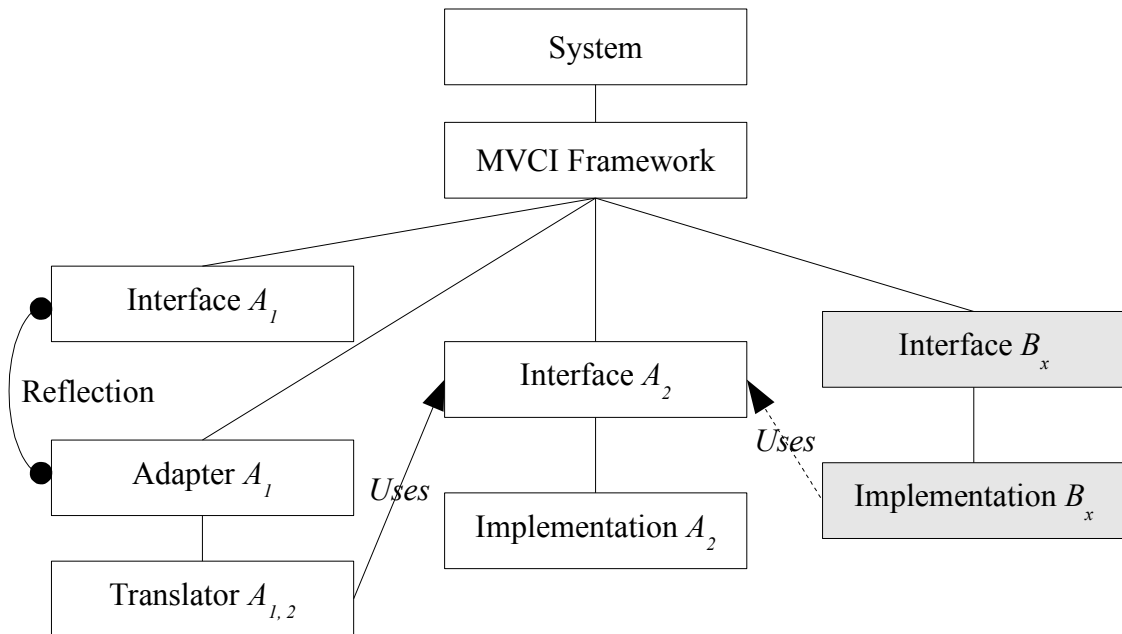 System
MVCI Framework
Interface A₁
Interface Bₓ
Interface A₂
Reflection
Uses
Adapter A₁
Uses
Implementation Bₓ
Implementation A₂
Translator A₁, ₂